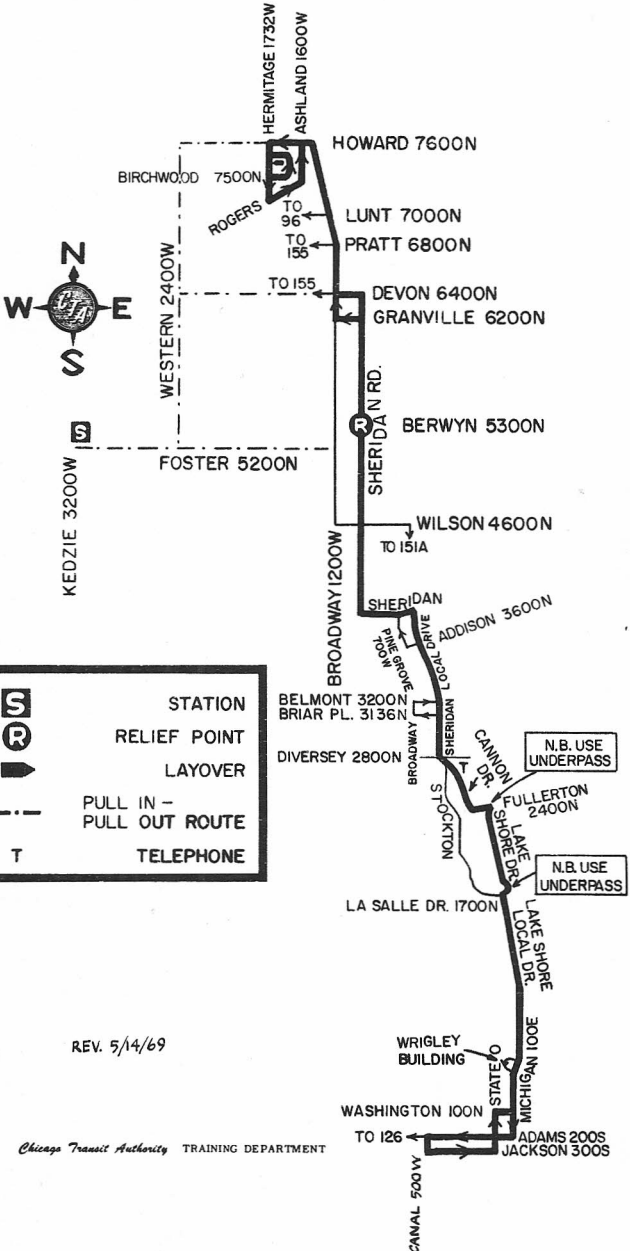 HERMITAGE 1732W
ASHLAND 1600W
HOWARD 7600N
BIRCHWOOD 7500N
ROGERS
TO 96
LUNT 7000N
TO 155
PRATT 6800N
N
W
CTA
E
S
WESTERN 2400W
TO 155
DEVON 6400N
GRANVILLE 6200N
SHERIDAN RD.
R
BERWYN 5300N
S
FOSTER 5200N
KEDZIE 3200W
WILSON 4600N
TO 151A
BROADWAY 1200W
SHERIDAN
PINE GROVE
700W
LOCAL DRIVE
ADDISON 3600N
BELMONT 3200N
BRIAR PL. 3136N
BROADWAY
SHERIDAN
DIVERSEY 2800N
T
CANNON
DR.
N.B. USE
UNDERPASS
FULLERTON
2400N
STOCKTON
LAKE
SHORE DR.
N.B. USE
UNDERPASS
LA SALLE DR. 1700N
LAKE SHORE
LOCAL DR.
S STATION
R RELIEF POINT
LAYOVER
PULL IN –
PULL OUT ROUTE
T TELEPHONE
REV. 5/14/69
WRIGLEY
BUILDING
STATE O
MICHIGAN 100E
WASHINGTON 100N
TO 126
ADAMS 200S
JACKSON 300S
CANAL 500W
Chicago Transit Authority TRAINING DEPARTMENT